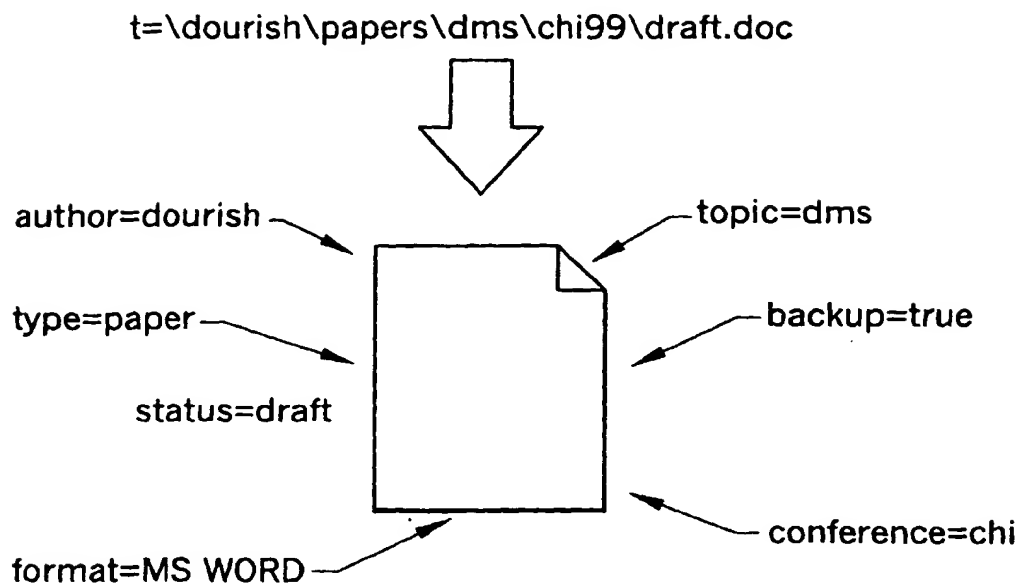 t=\dourish\papers\dms\chi99\draft.doc
author=dourish
topic=dms
type=paper
backup=true
status=draft
conference=chi
format=MS WORD